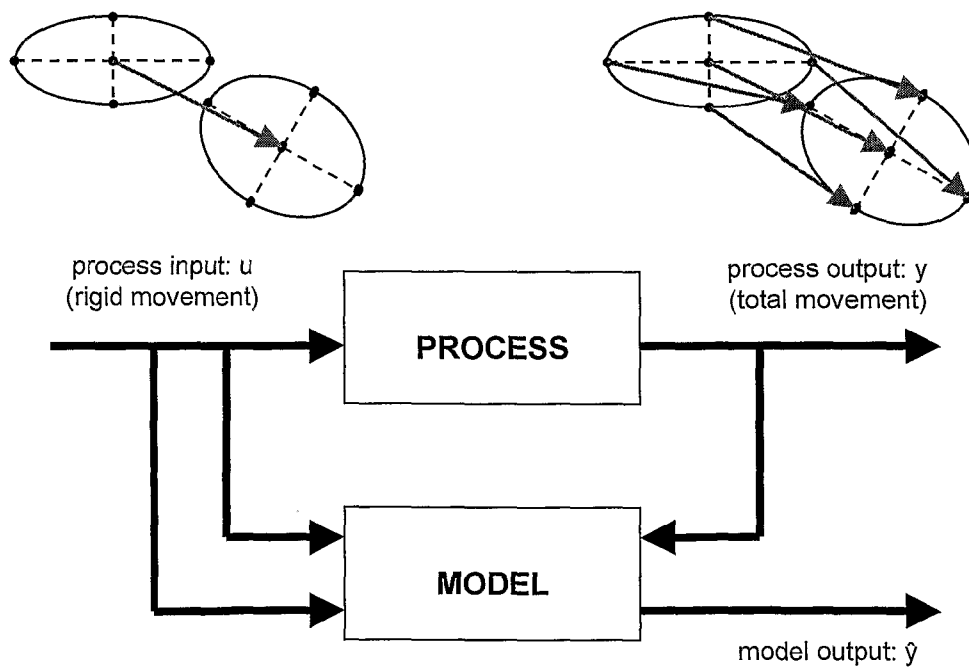 process input: u
(rigid movement)
process output: y
(total movement)
PROCESS
MODEL
model output: ŷ